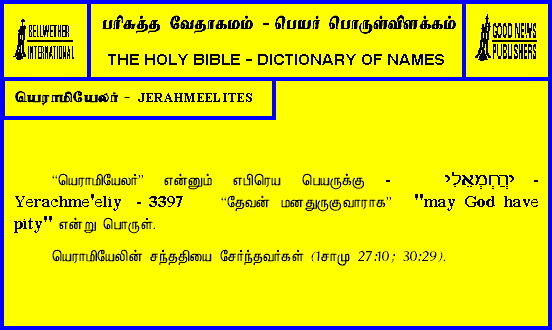 BELLWETHER
INTERNATIONAL
பரிசுத்த வேதாகமம் - பெயர் பொருள்விளக்கம்
THE HOLY BIBLE - DICTIONARY OF NAMES
GOOD NEWS
PUBLISHERS
யெராமியேலர் - JERAHMEELITES
“யெராமியேலர்” என்னும் எபிரெய பெயருக்கு - יְרַחְמְאֵלִי -
Yerachme'eliy - 3397 “தேவன் மனதுருகுவாராக” "may God have
pity" என்று பொருள்.
யெராமியேலின் சந்ததியை சேர்ந்தவர்கள் (1சாமு 27:10; 30:29).